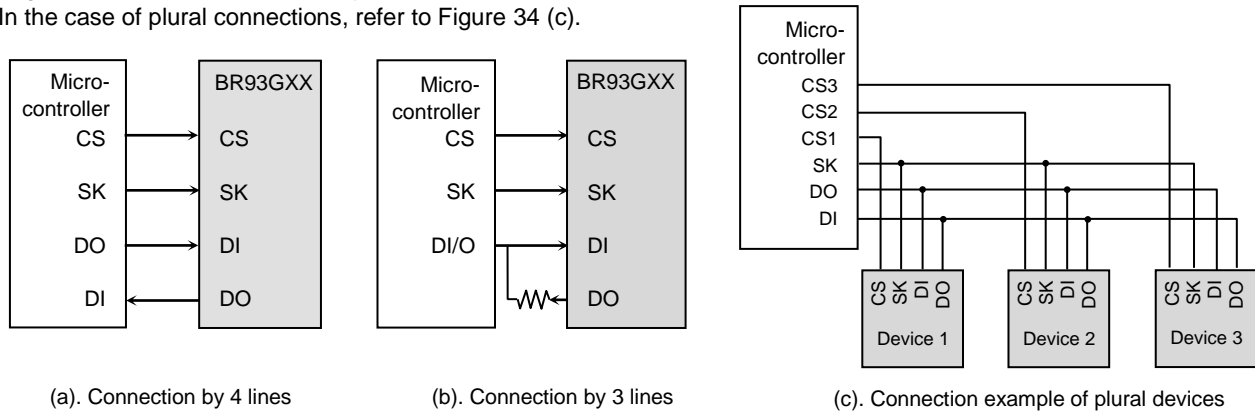 In the case of plural connections, refer to Figure 34 (c).
Micro-
controller
CS
SK
DO
DI
BR93GXX
CS
SK
DI
DO
(a). Connection by 4 lines
Micro-
controller
CS
SK
DI/O
BR93GXX
CS
SK
DI
DO
(b). Connection by 3 lines
Micro-
controller
CS3
CS2
CS1
SK
DO
DI
CS
SK
DI
DO
Device 1
CS
SK
DI
DO
Device 2
CS
SK
DI
DO
Device 3
(c). Connection example of plural devices